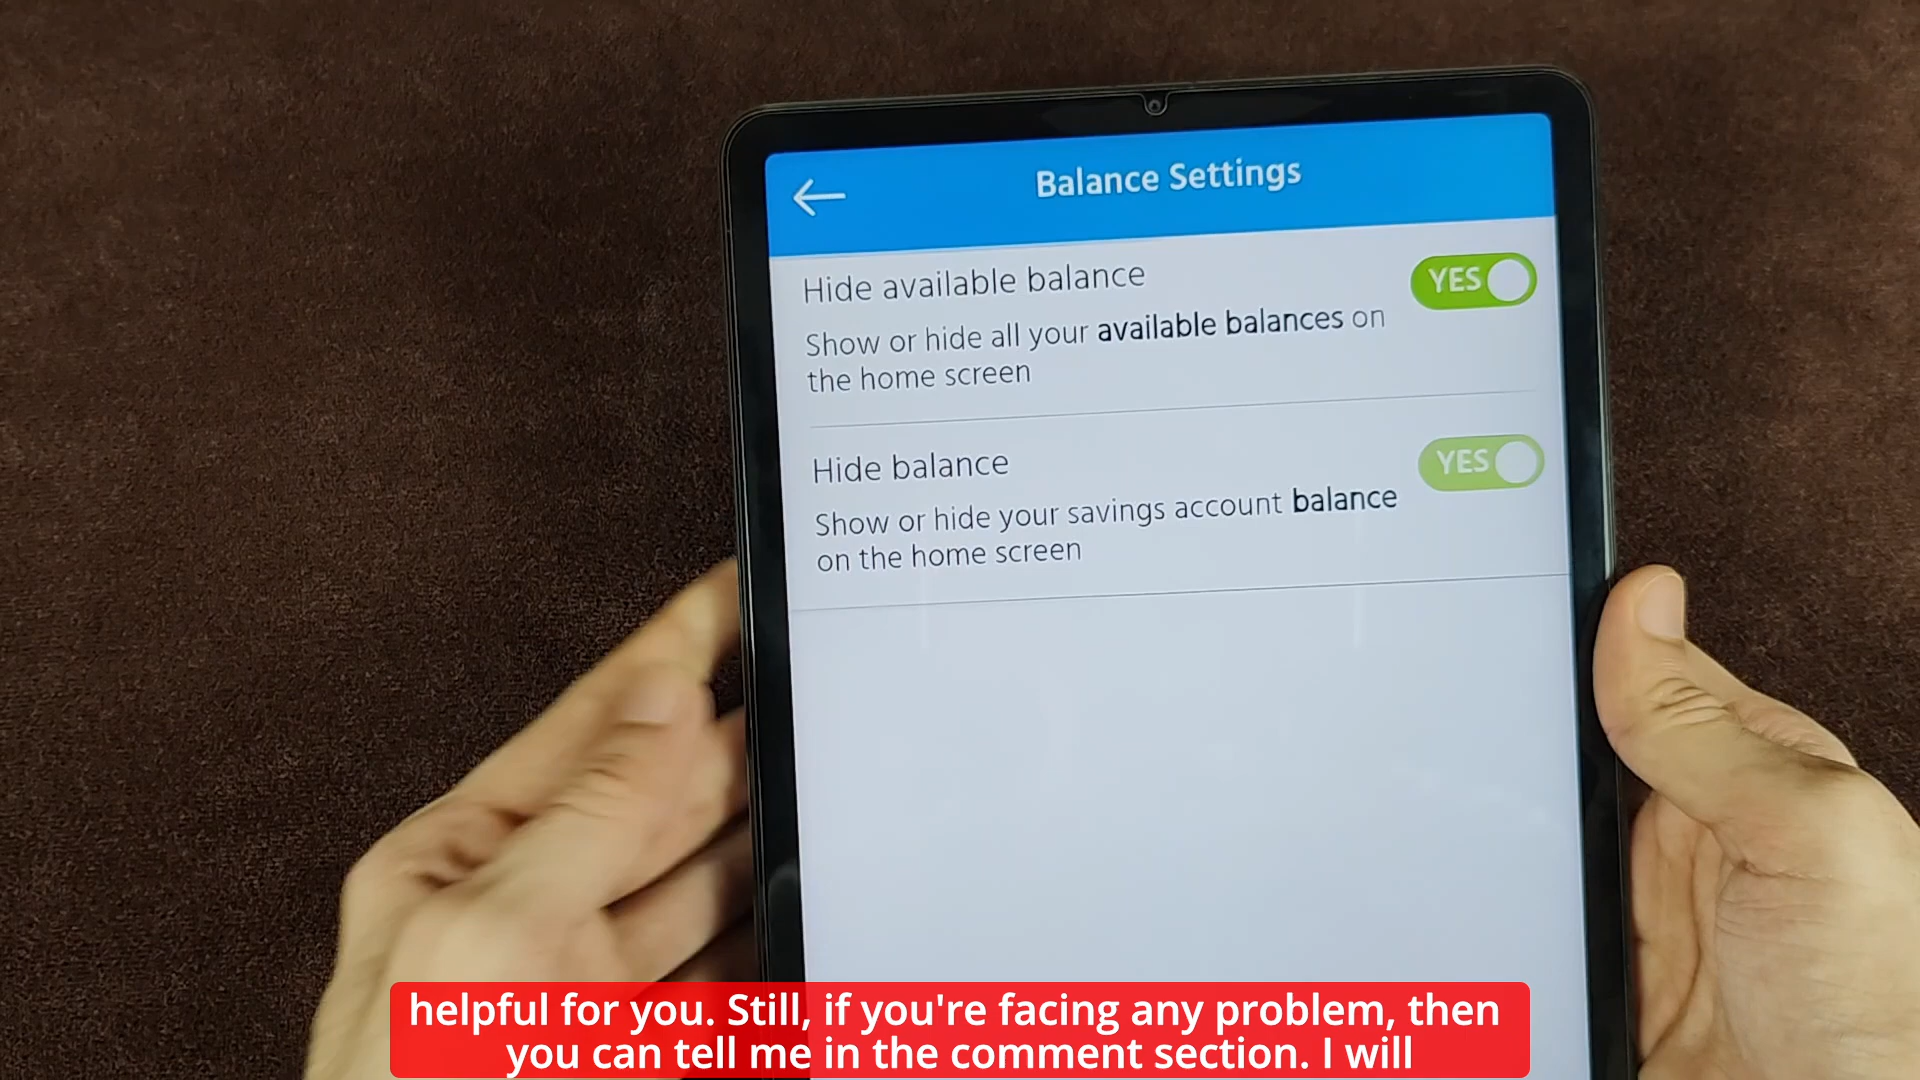 Balance Settings
Hide available balance
YES
Show or hide all your available balances on
the home screen
Hide balance
YES
Show or hide your savings account balance
on the home screen
helpful for you. Still, if you're facing any problem, then
you can tell me in the comment section. I will